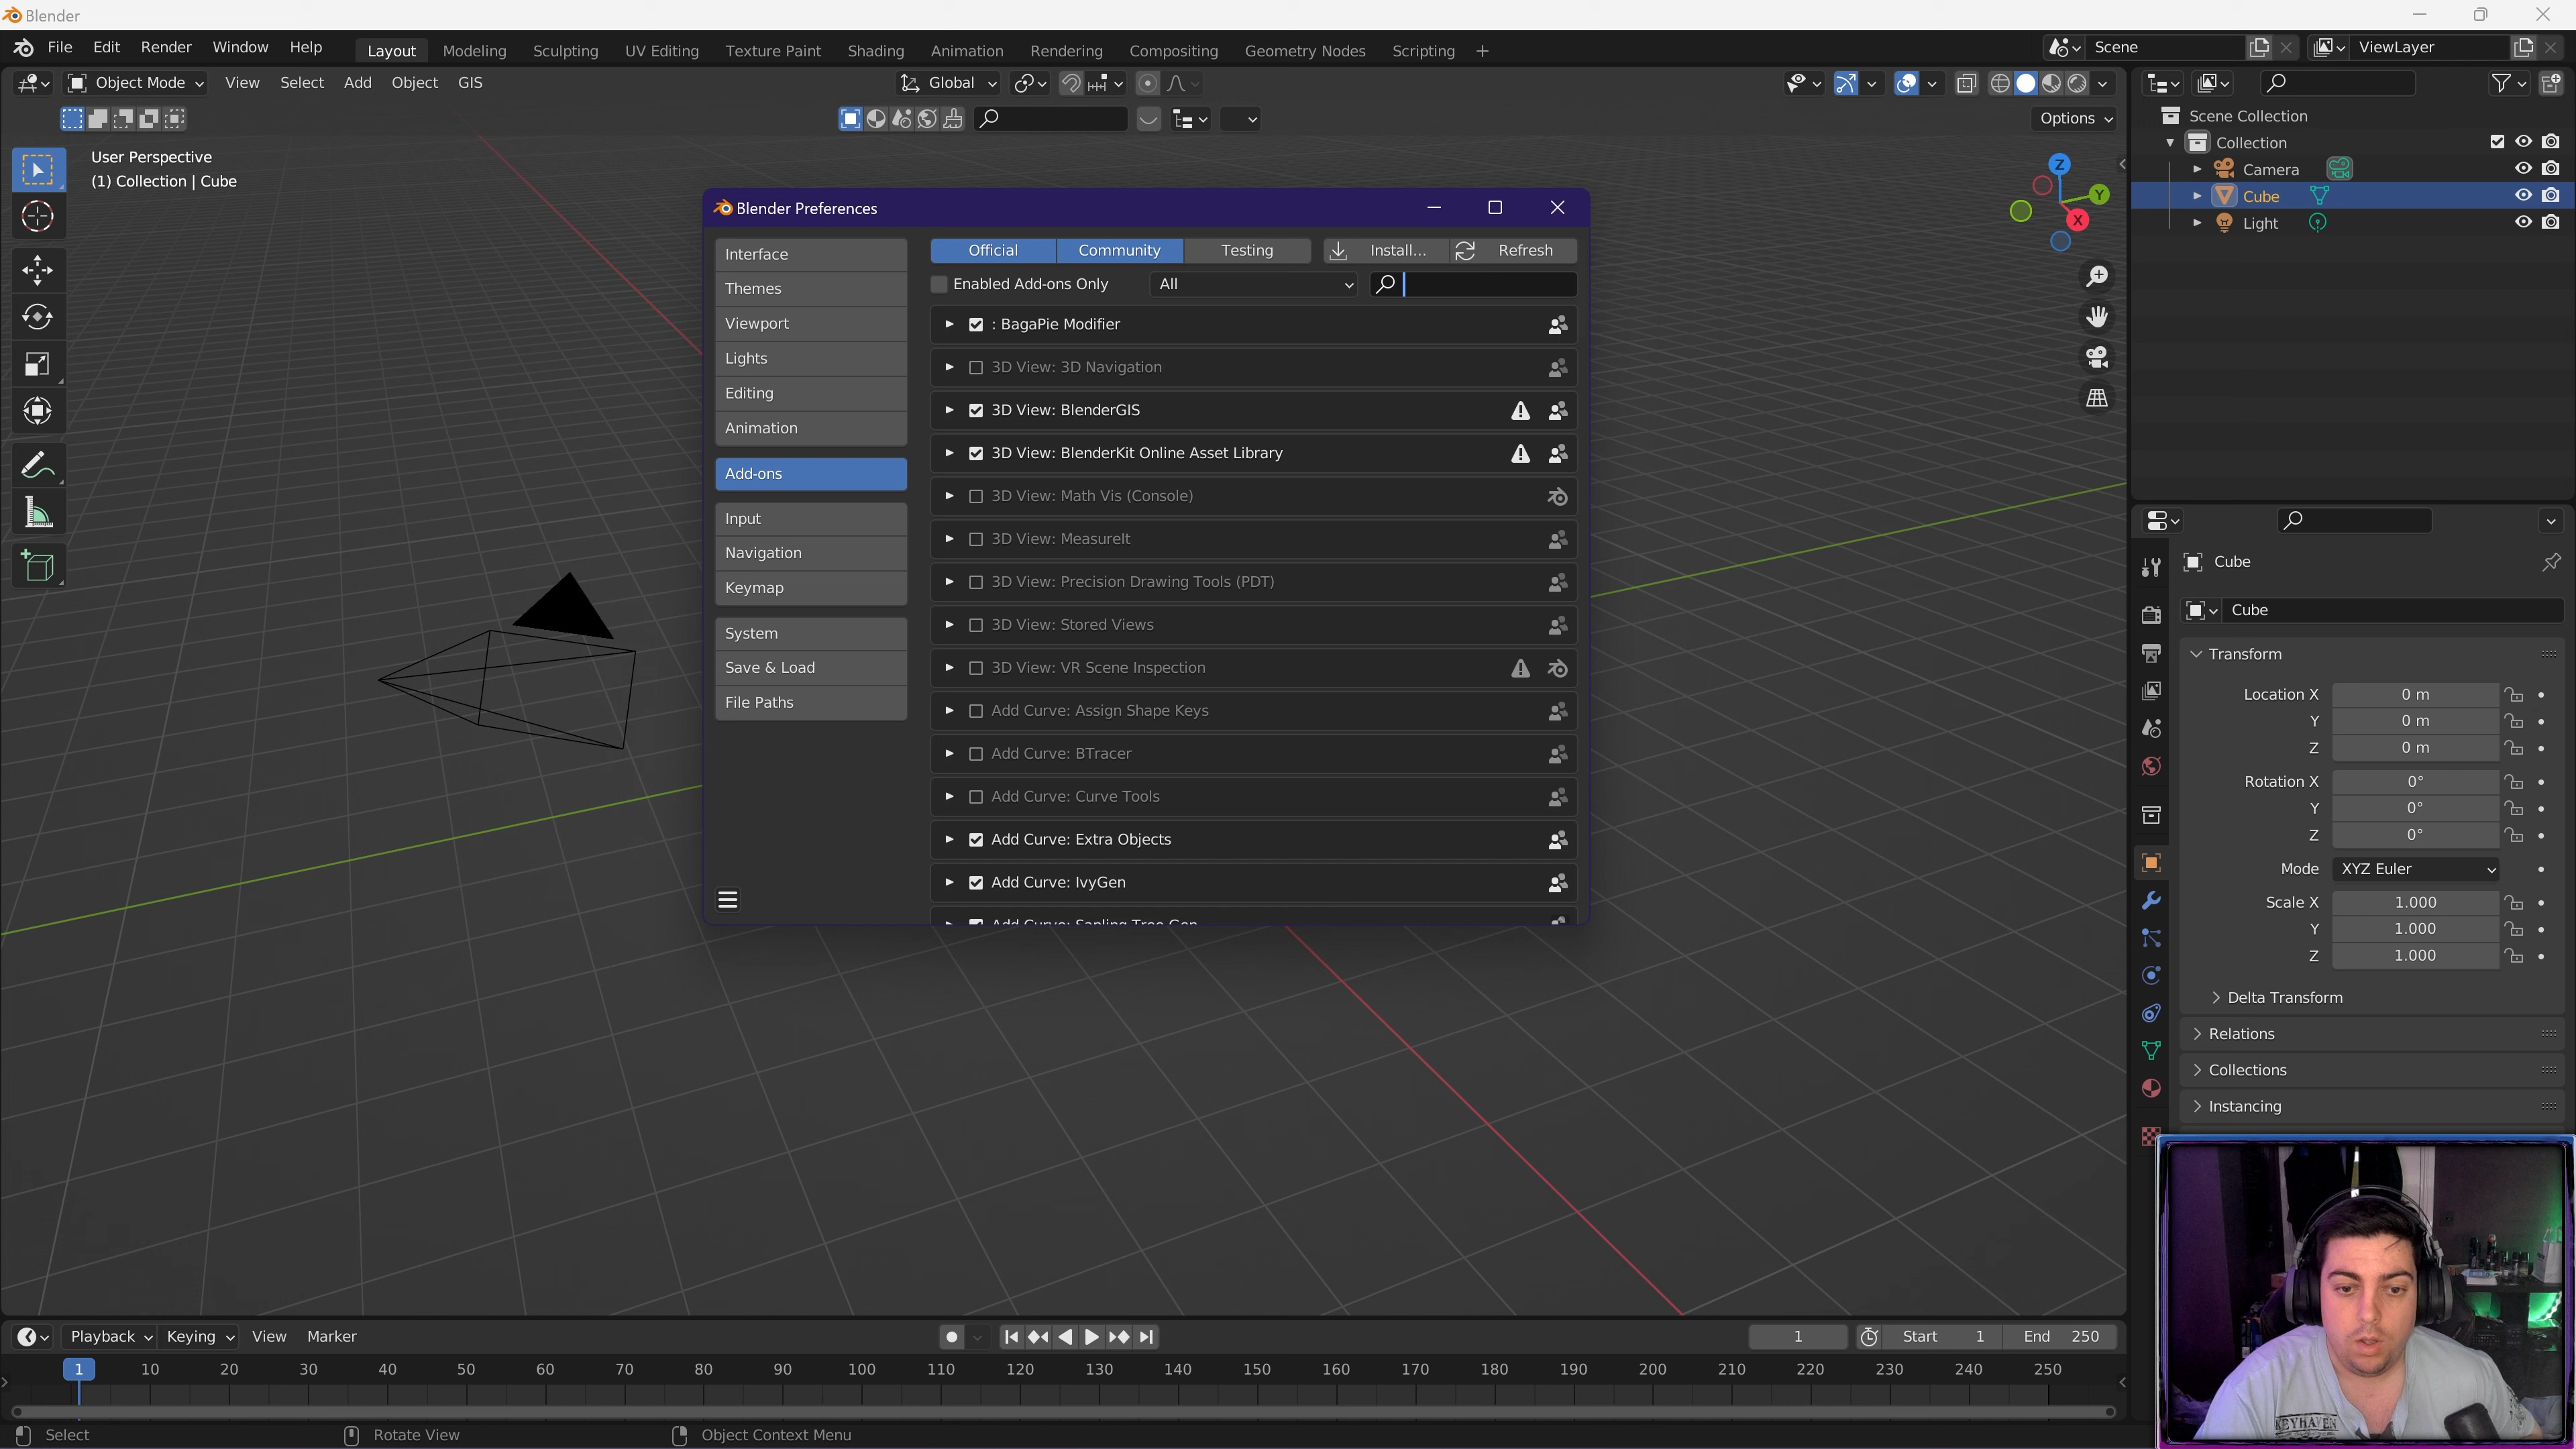 Blender
File Edit Render Window Help Layout Modeling Sculpting UV Editing Texture Paint Shading Animation Rendering Compositing Geometry Nodes Scripting + Scene ViewLayer
Object Mode View Select Add Object GIS Global
Options
User Perspective
(1) Collection | Cube
Z
Y
X
Scene Collection
Collection
Camera
Cube
Light
Blender Preferences
Interface
Themes
Viewport
Lights
Editing
Animation
Add-ons
Input
Navigation
Keymap
System
Save & Load
File Paths
Official Community Testing Install... Refresh
Enabled Add-ons Only All
: BagaPie Modifier
3D View: 3D Navigation
3D View: BlenderGIS
3D View: BlenderKit Online Asset Library
3D View: Math Vis (Console)
3D View: MeasureIt
3D View: Precision Drawing Tools (PDT)
3D View: Stored Views
3D View: VR Scene Inspection
Add Curve: Assign Shape Keys
Add Curve: BTracer
Add Curve: Curve Tools
Add Curve: Extra Objects
Add Curve: IvyGen
Add Curve: Sapling Tree Gen
Cube
Cube
Transform
Location X 0 m
Y 0 m
Z 0 m
Rotation X 0°
Y 0°
Z 0°
Mode XYZ Euler
Scale X 1.000
Y 1.000
Z 1.000
Delta Transform
Relations
Collections
Instancing
Playback Keying View Marker 1 Start 1 End 250
1 10 20 30 40 50 60 70 80 90 100 110 120 130 140 150 160 170 180 190 200 210 220 230 240 250
Select Rotate View Object Context Menu
KEYHAVEN